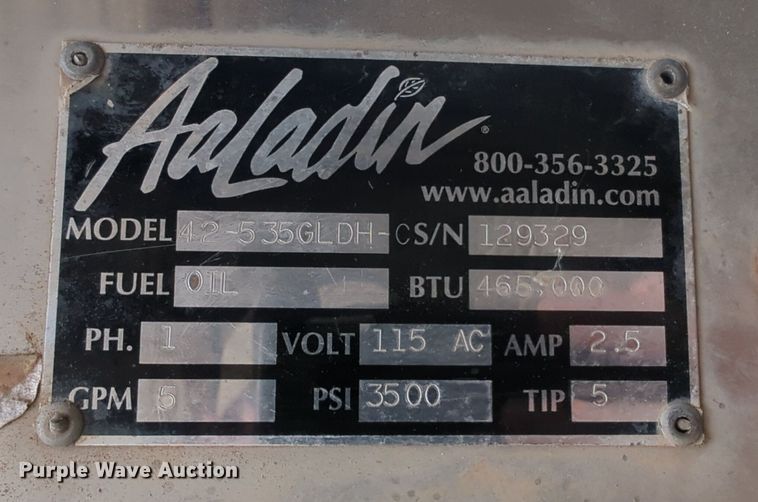 AaLadin®
800-356-3325
www.aaladin.com
MODEL 42-535GLDH-C S/N 129329
FUEL OIL BTU 465,000
PH. 1 VOLT 115 AC AMP 2.5
GPM 5 PSI 3500 TIP 5
Purple Wave Auction